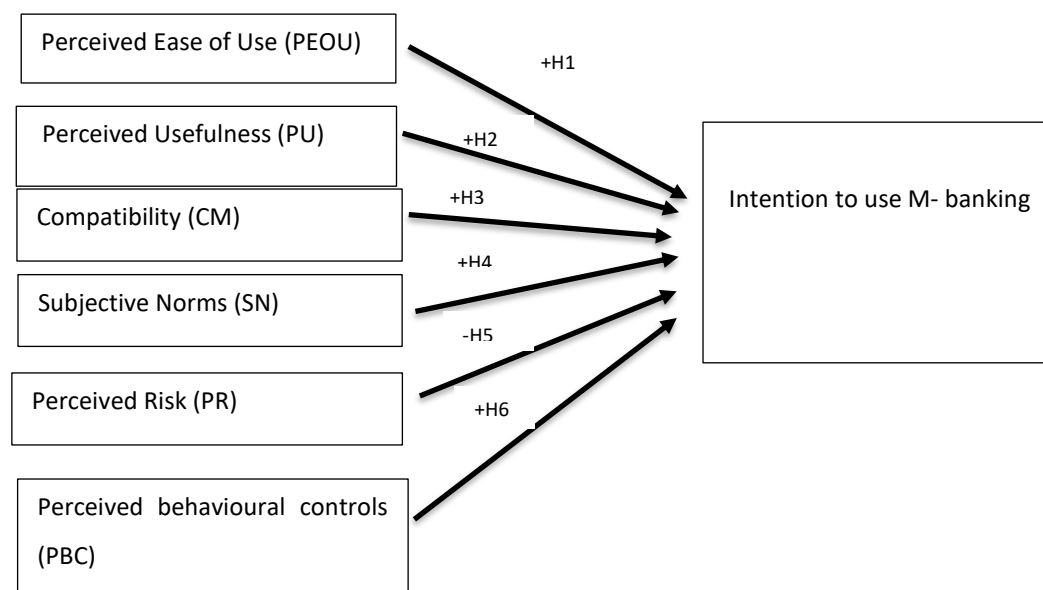 Perceived Ease of Use (PEOU)
+H1
Perceived Usefulness (PU)
+H2
Compatibility (CM)
+H3
Intention to use M- banking
Subjective Norms (SN)
+H4
Perceived Risk (PR)
-H5
+H6
Perceived behavioural controls
(PBC)